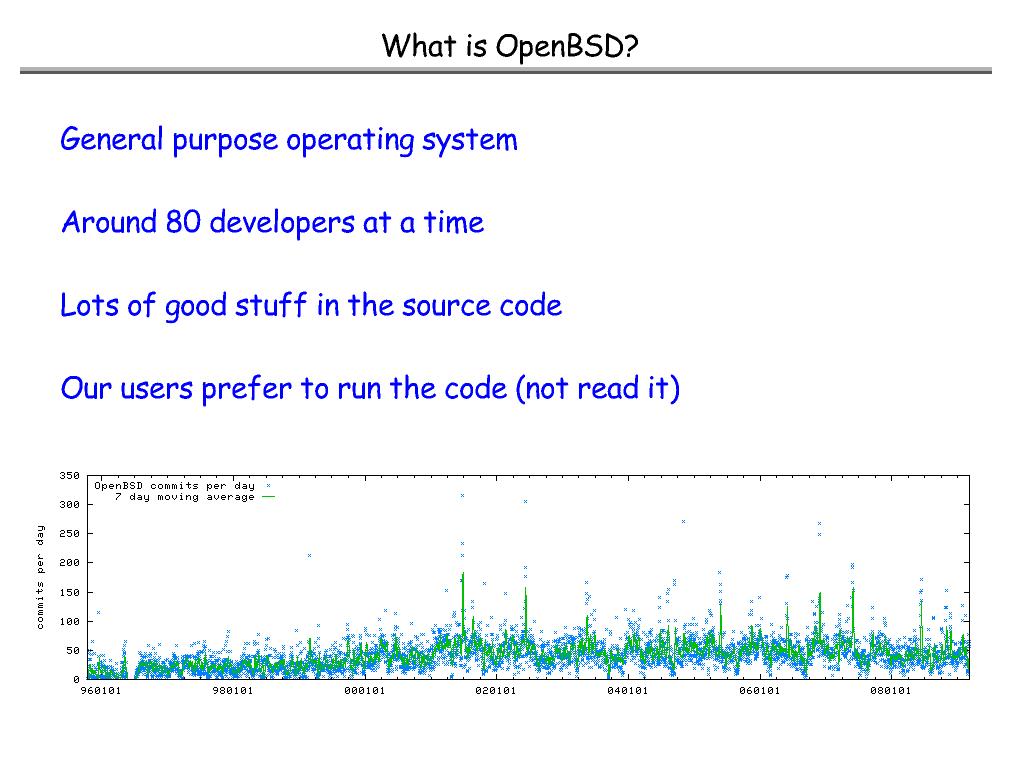 What is OpenBSD?
General purpose operating system
Around 80 developers at a time
Lots of good stuff in the source code
Our users prefer to run the code (not read it)
350
300
250
200
150
100
50
0
commits per day
OpenBSD commits per day
7 day moving average
960101 980101 000101 020101 040101 060101 080101